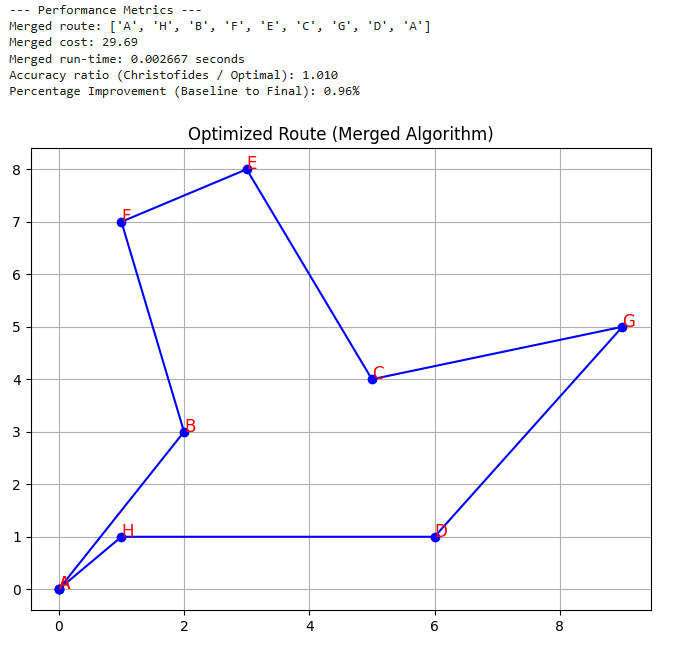 --- Performance Metrics ---
Merged route: ['A', 'H', 'B', 'F', 'E', 'C', 'G', 'D', 'A']
Merged cost: 29.69
Merged run-time: 0.002667 seconds
Accuracy ratio (Christofides / Optimal): 1.010
Percentage Improvement (Baseline to Final): 0.96%
Optimized Route (Merged Algorithm)
8
E
7
F
6
5
G
4
C
3
B
2
1
H
D
0
A
0
2
4
6
8